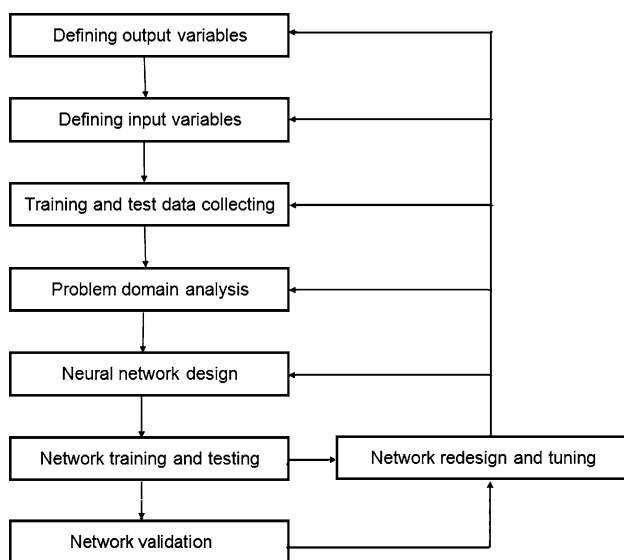 Defining output variables
Defining input variables
Training and test data collecting
Problem domain analysis
Neural network design
Network training and testing
Network redesign and tuning
Network validation